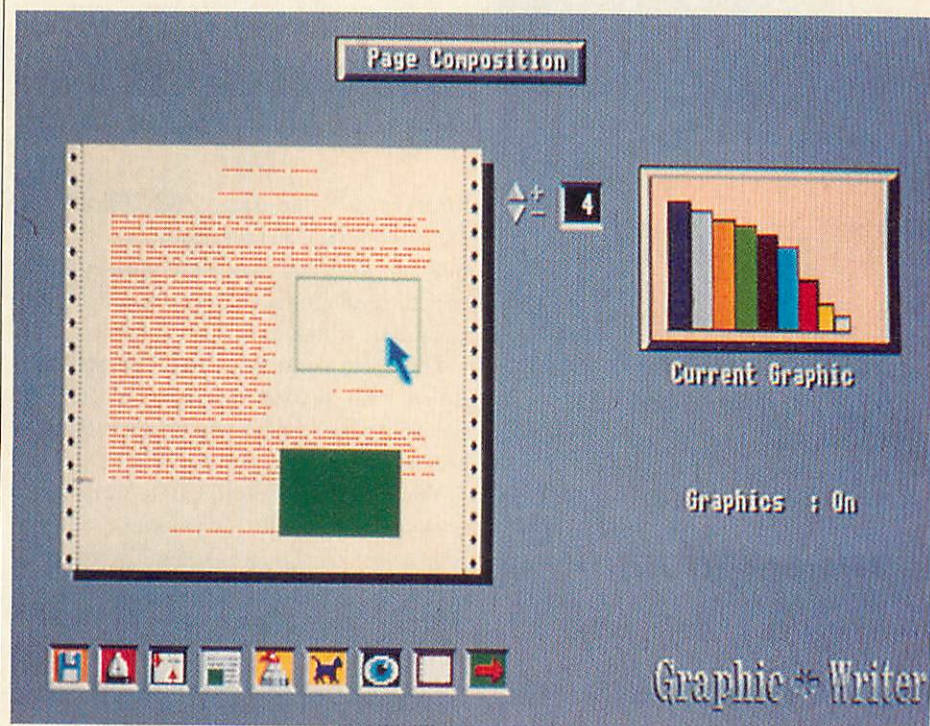 Page Composition
4
Current Graphic
Graphics : On
Graphic Writer